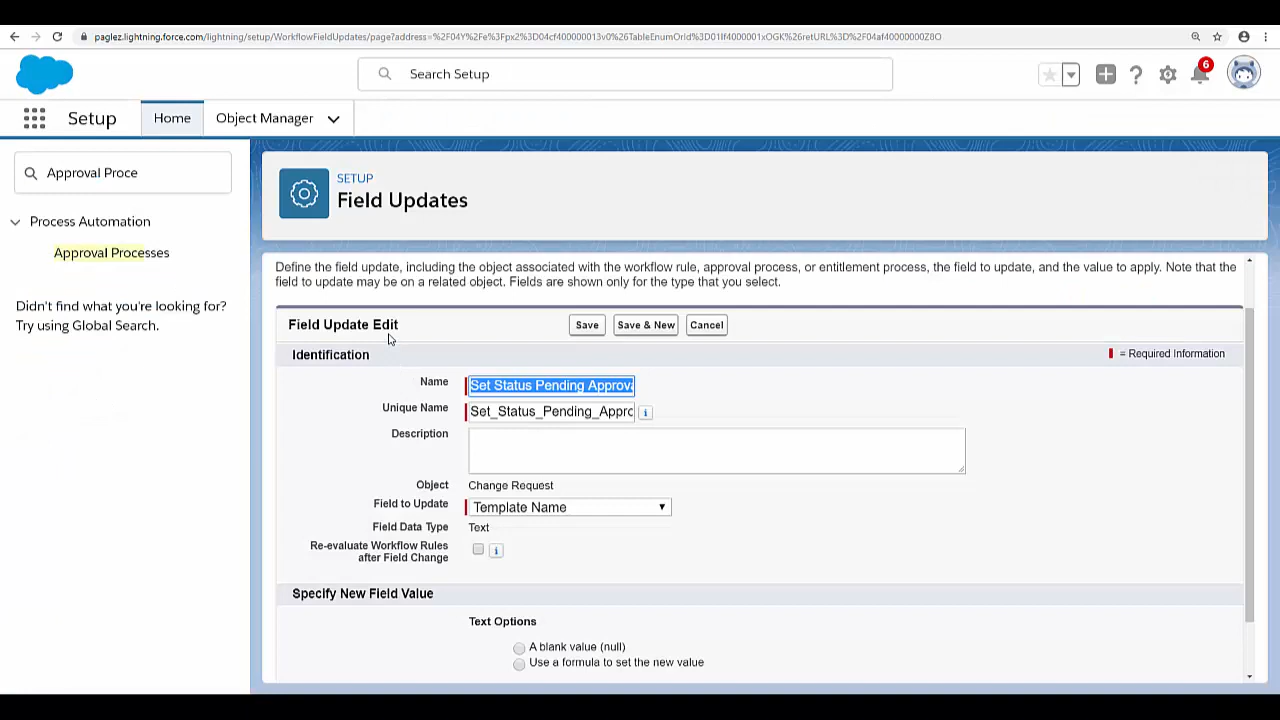 paglez.lightning.force.com/lightning/setup/WorkflowFieldUpdates/page?address=%2F04Y%2Fe%3Fpx2%3D04cf400000013v0%26TableEnumOrId%3D01If4000001xOGK%26retURL%3D%2F04af40000000Z8O
Search Setup
6
Setup
Home
Object Manager
Approval Proce
Process Automation
Approval Processes
Didn't find what you're looking for?
Try using Global Search.
SETUP
Field Updates
Define the field update, including the object associated with the workflow rule, approval process, or entitlement process, the field to update, and the value to apply. Note that the
field to update may be on a related object. Fields are shown only for the type that you select.
Field Update Edit
Save
Save & New
Cancel
Identification
= Required Information
Name
Set Status Pending Approva
Unique Name
Set_Status_Pending_Appro
Description
Object
Change Request
Field to Update
Template Name
Field Data Type
Text
Re-evaluate Workflow Rules
after Field Change
Specify New Field Value
Text Options
A blank value (null)
Use a formula to set the new value